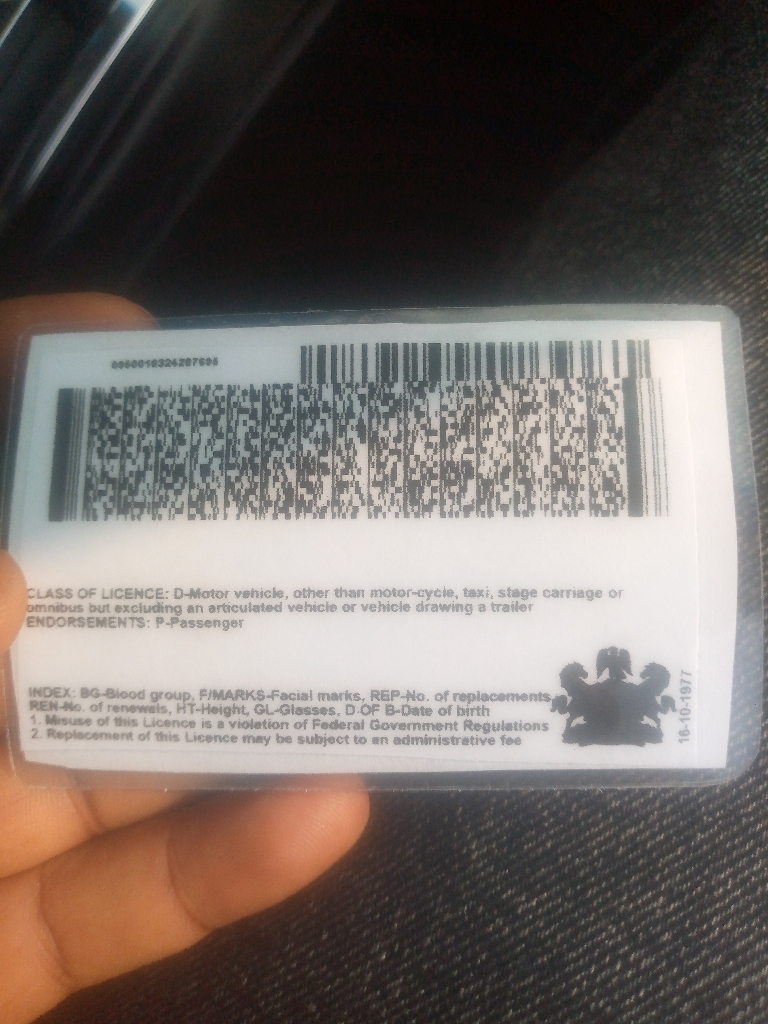 CLASS OF LICENCE: D-Motor vehicle, other than motor-cycle, taxi, stage carriage or
omnibus but excluding an articulated vehicle or vehicle drawing a trailer
ENDORSEMENTS: P-Passenger
INDEX: BG-Blood group, F/MARKS-Facial marks, REP-No. of replacements
REN-No. of renewals, HT-Height, GL-Glasses, D OF B-Date of birth
1. Misuse of this Licence is a violation of Federal Government Regulations
2. Replacement of this Licence may be subject to an administrative fee
16-10-1977